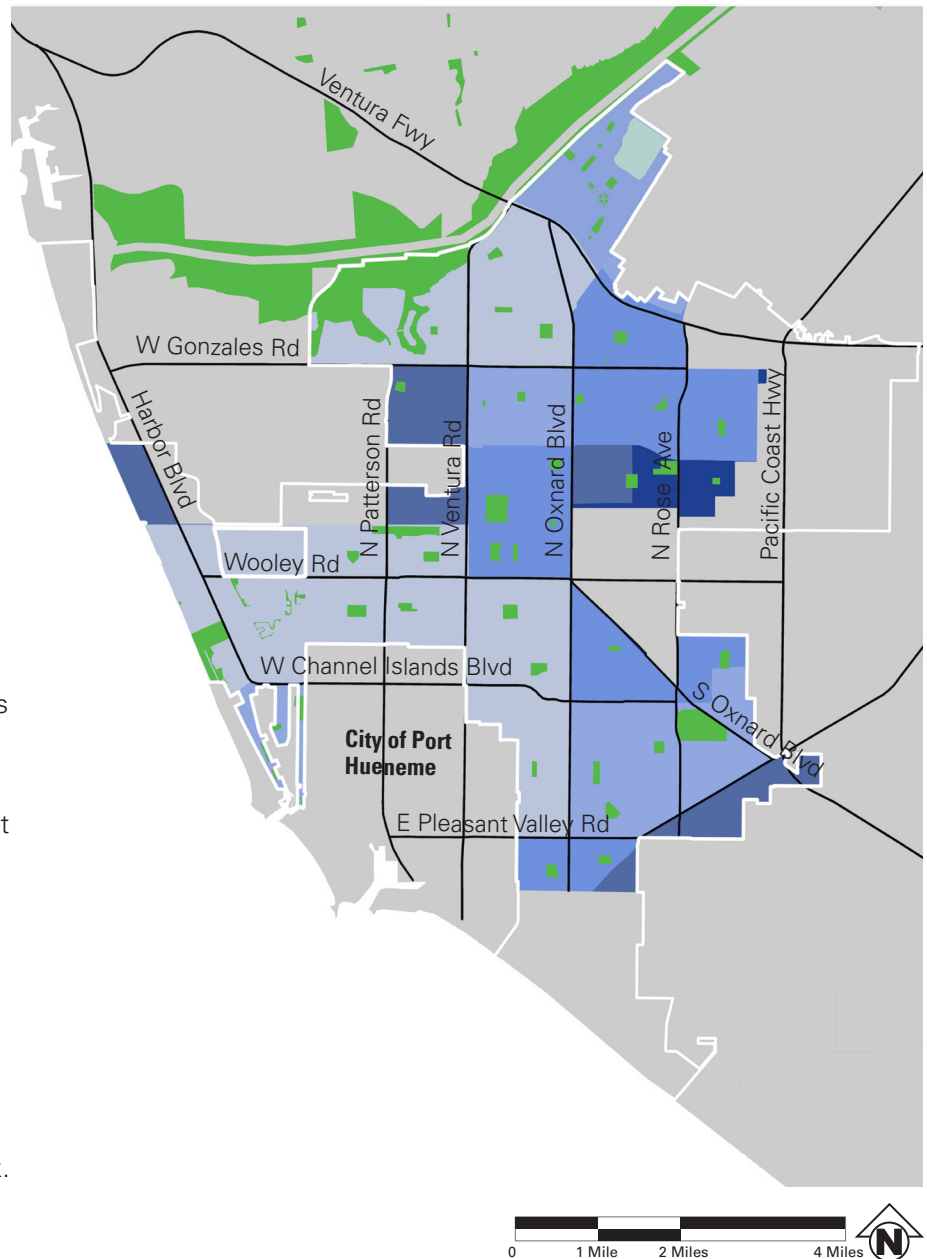 Ventura Fwy
W Gonzales Rd
Harbor Blvd
N Patterson Rd
N Ventura Rd
N Oxnard Blvd
N Rose Ave
Pacific Coast Hwy
Wooley Rd
W Channel Islands Blvd
S Oxnard Blvd
s
City of Port
Hueneme
t
E Pleasant Valley Rd
.
0 1 Mile 2 Miles 4 Miles
N